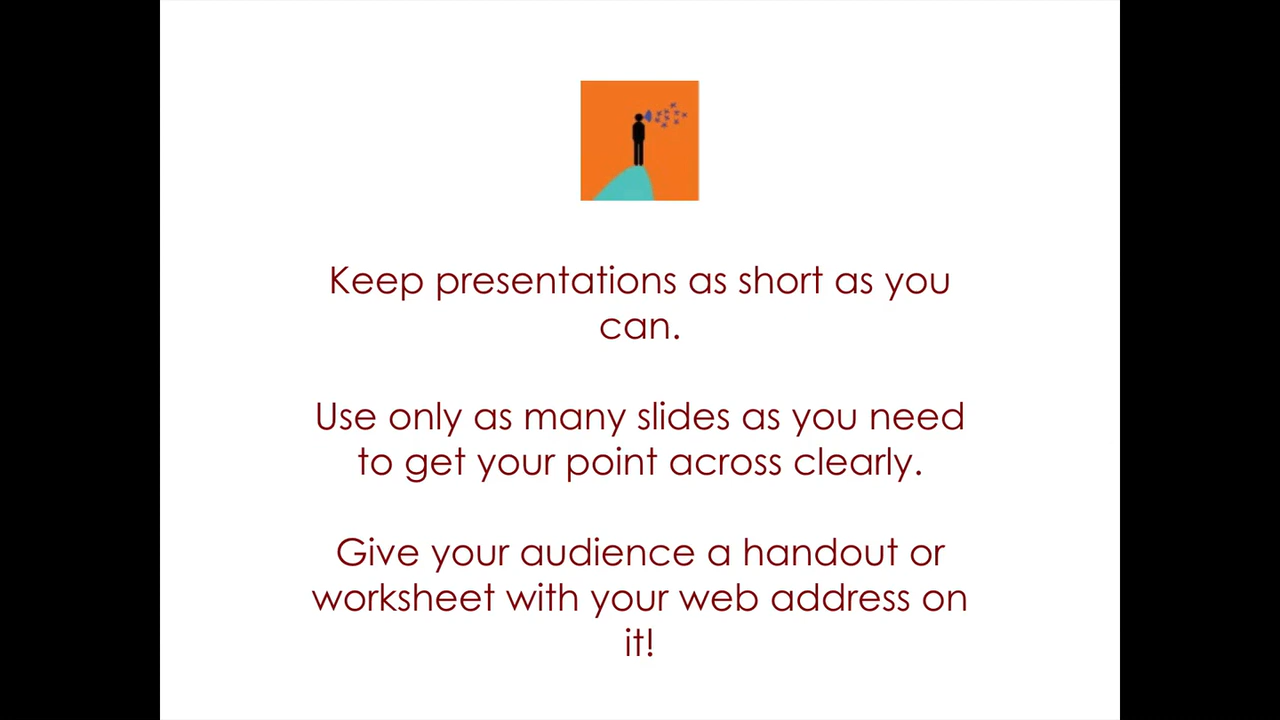 Keep presentations as short as you
can.
Use only as many slides as you need
to get your point across clearly.
Give your audience a handout or
worksheet with your web address on
it!